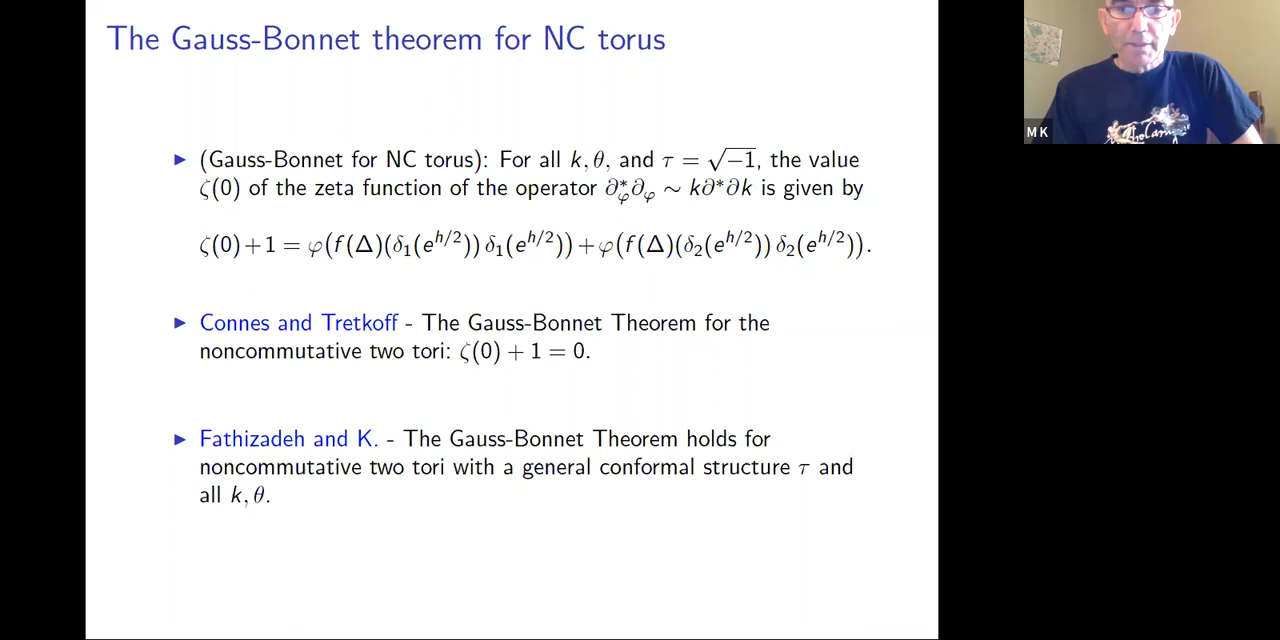 The Gauss-Bonnet theorem for NC torus
▶ (Gauss-Bonnet for NC torus): For all k, θ, and τ = √−1, the value
ζ(0) of the zeta function of the operator ∂*_φ ∂_φ ∼ k∂*∂k is given by
ζ(0)+1 = φ(f(Δ)(δ₁(e^{h/2})) δ₁(e^{h/2}))+φ(f(Δ)(δ₂(e^{h/2})) δ₂(e^{h/2})).
▶ Connes and Tretkoff - The Gauss-Bonnet Theorem for the
noncommutative two tori: ζ(0) + 1 = 0.
▶ Fathizadeh and K. - The Gauss-Bonnet Theorem holds for
noncommutative two tori with a general conformal structure τ and
all k, θ.
M K